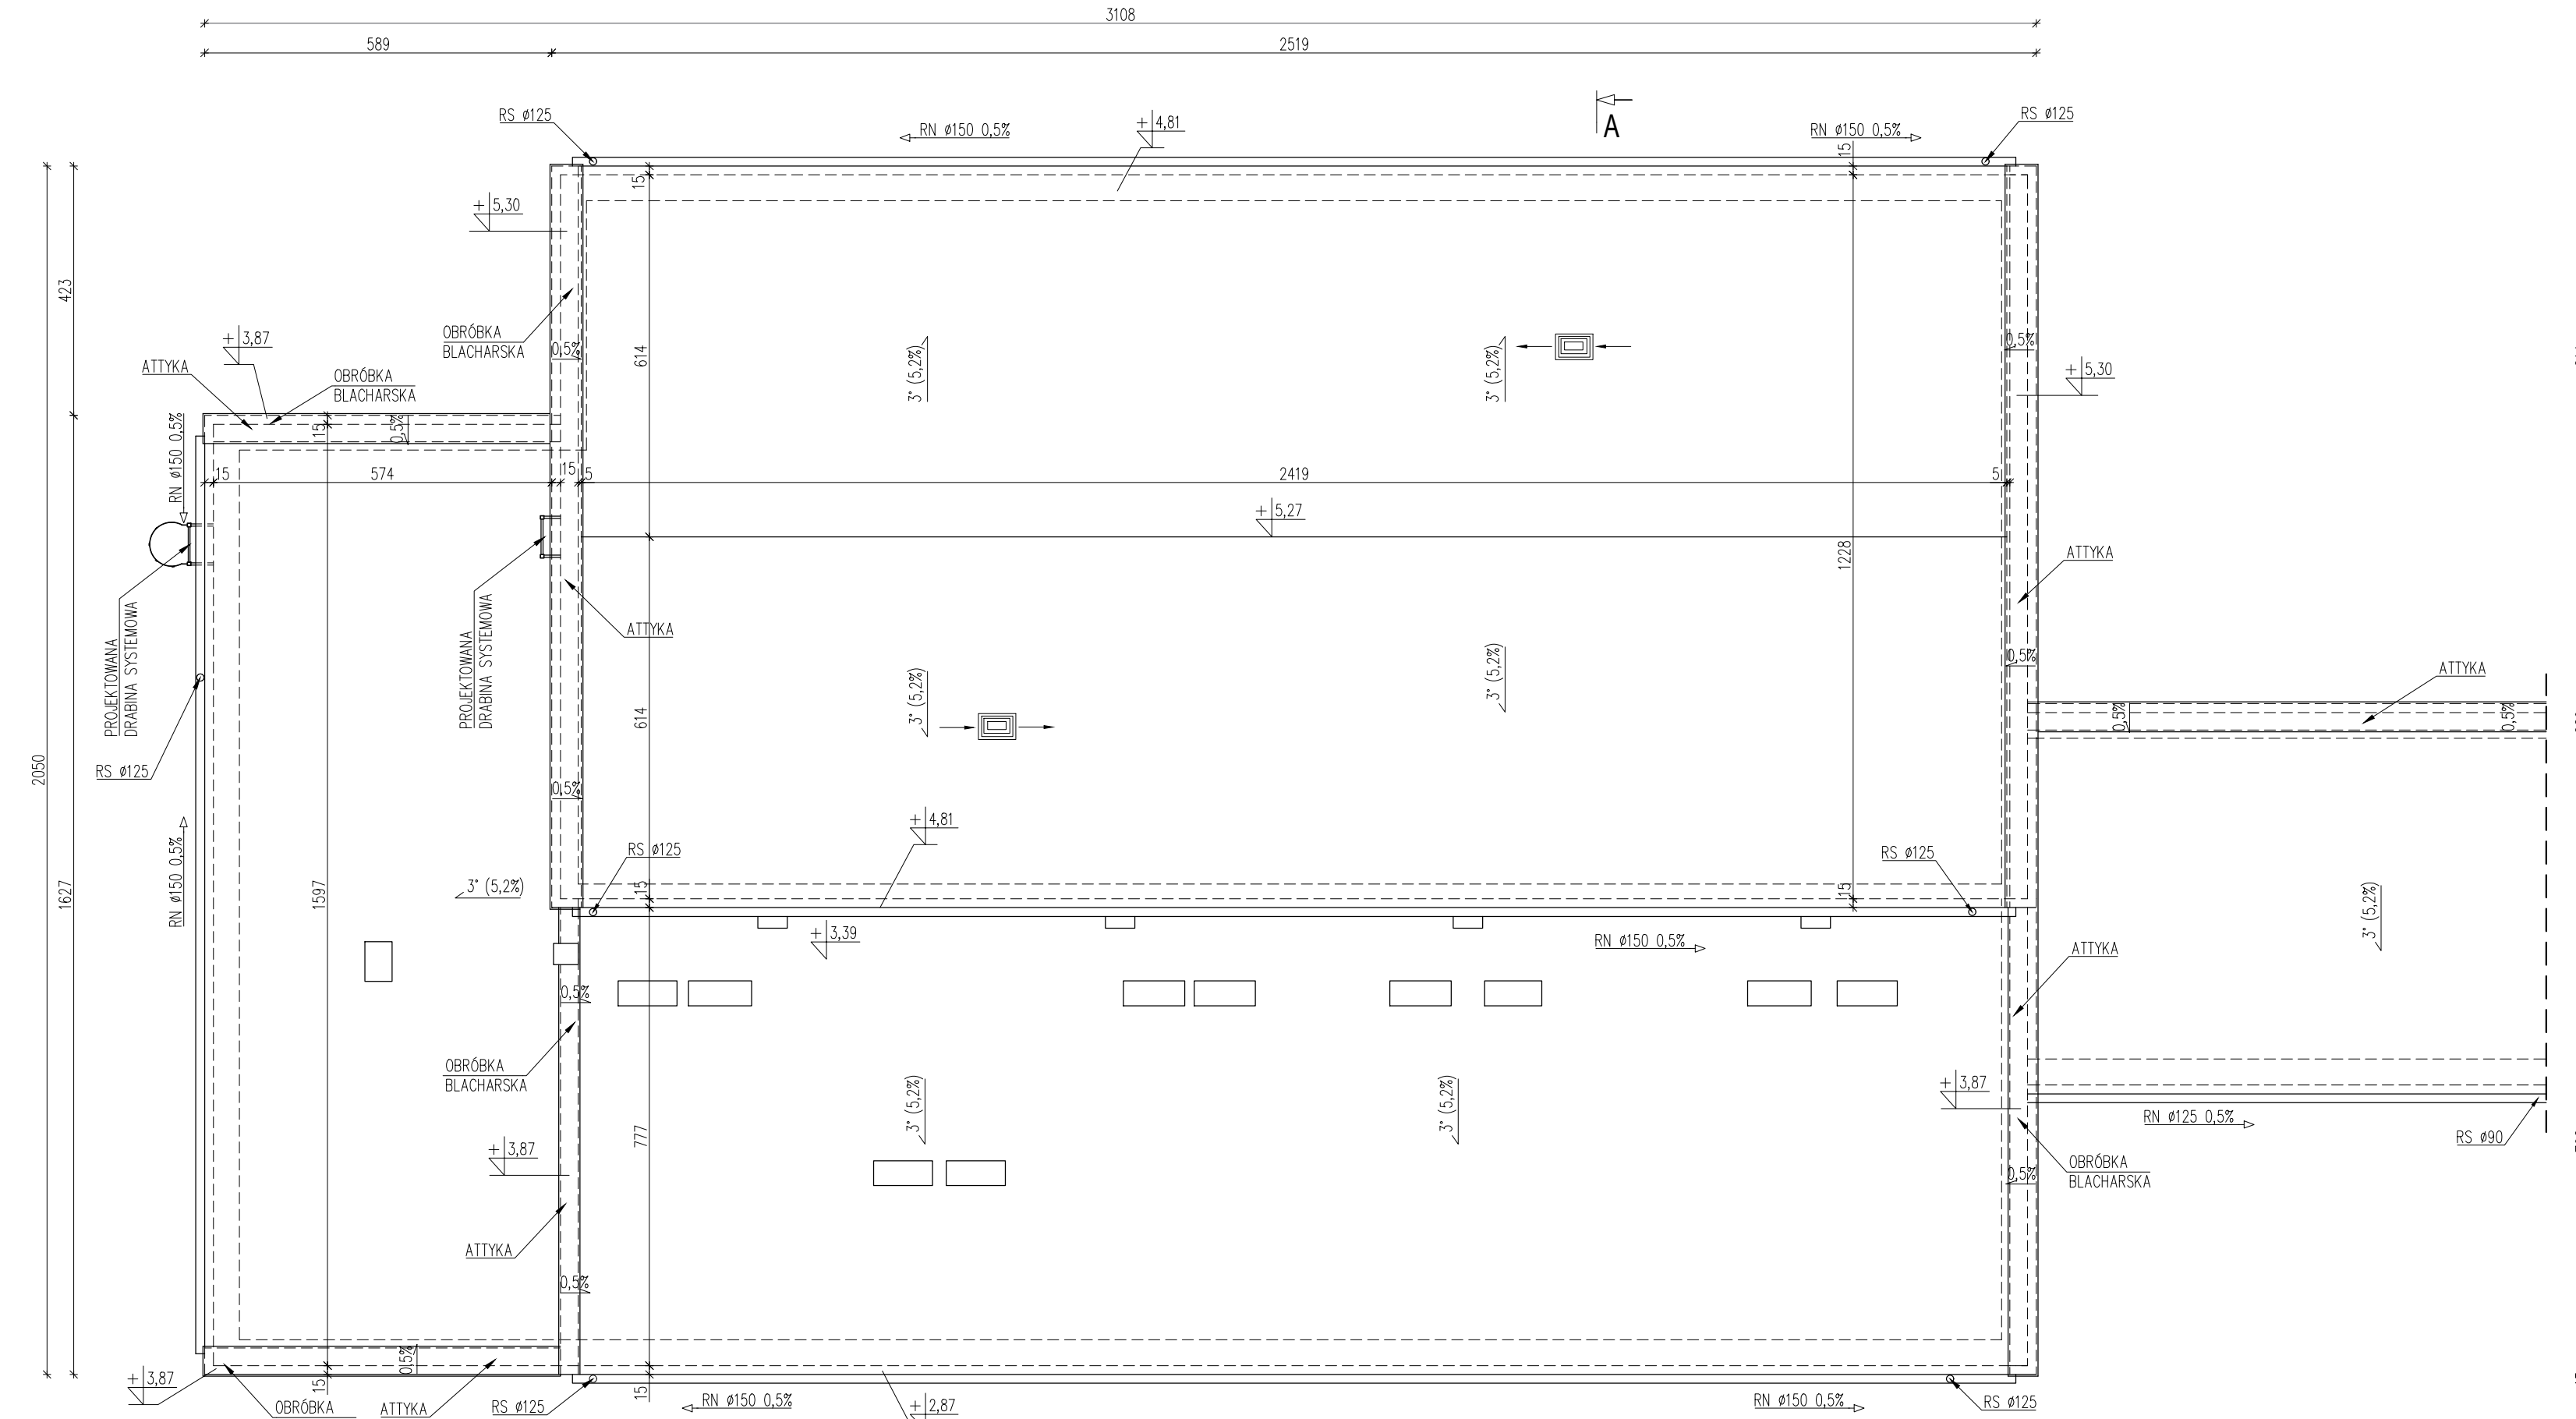 3108
589
2519
RS ø125
RN ø150 0,5%
+ 4,81
A
RN ø150 0,5%
RS ø125
15
15
+ 5,30
423
OBRÓBKA
BLACHARSKA
0,5%
614
3° (5,2%)
3° (5,2%)
0,5%
+ 5,30
+ 3,87
ATTYKA
OBRÓBKA
BLACHARSKA
RN ø150 0,5%
15
0,5%
15
574
15
5
2419
5
+ 5,27
1228
ATTYKA
PROJEKTOWANA
DRABINA SYSTEMOWA
PROJEKTOWANA
DRABINA SYSTEMOWA
ATTYKA
3° (5,2%)
3° (5,2%)
0,5%
614
ATTYKA
0,5%
0,5%
RS ø125
2050
0,5%
+ 4,81
RN ø150 0,5%
RS ø125
RS ø125
1627
1597
3° (5,2%)
15
15
3° (5,2%)
+ 3,39
RN ø150 0,5%
ATTYKA
0,5%
OBRÓBKA
BLACHARSKA
3° (5,2%)
3° (5,2%)
+ 3,87
777
+ 3,87
RN ø125 0,5%
RS ø90
OBRÓBKA
BLACHARSKA
0,5%
ATTYKA
0,5%
0,5%
+ 3,87
15
OBRÓBKA
ATTYKA
RS ø125
15
RN ø150 0,5%
+ 2,87
RN ø150 0,5%
RS ø125